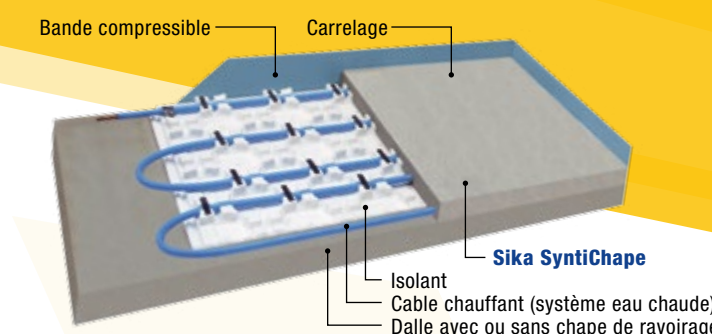 Bande compressible
Carrelage
Sika SyntiChape
Isolant
Cable chauffant (système eau chaude)
Dalle avec ou sans chape de ravoirage